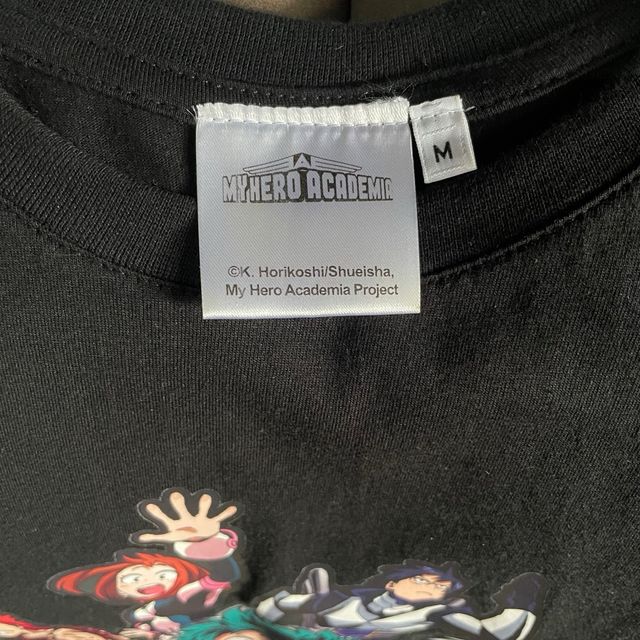 MY HERO ACADEMIA
M
©K. Horikoshi/Shueisha,
My Hero Academia Project